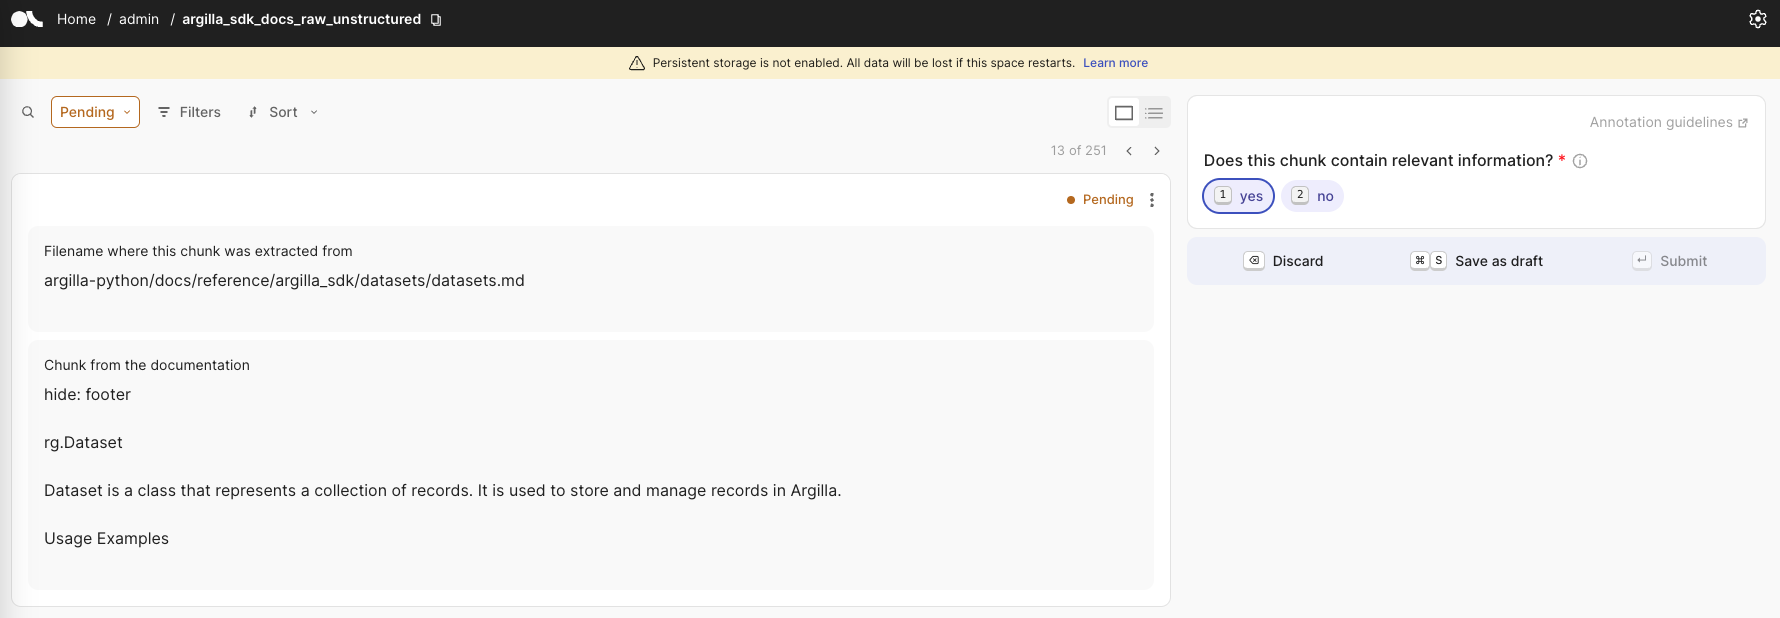 Home / admin / argilla_sdk_docs_raw_unstructured
Persistent storage is not enabled. All data will be lost if this space restarts. Learn more
Pending Filters Sort
13 of 251
Pending
Filename where this chunk was extracted from
argilla-python/docs/reference/argilla_sdk/datasets/datasets.md
Chunk from the documentation
hide: footer
rg.Dataset
Dataset is a class that represents a collection of records. It is used to store and manage records in Argilla.
Usage Examples
Annotation guidelines
Does this chunk contain relevant information? *
1 yes 2 no
Discard ⌘ S Save as draft ↵ Submit